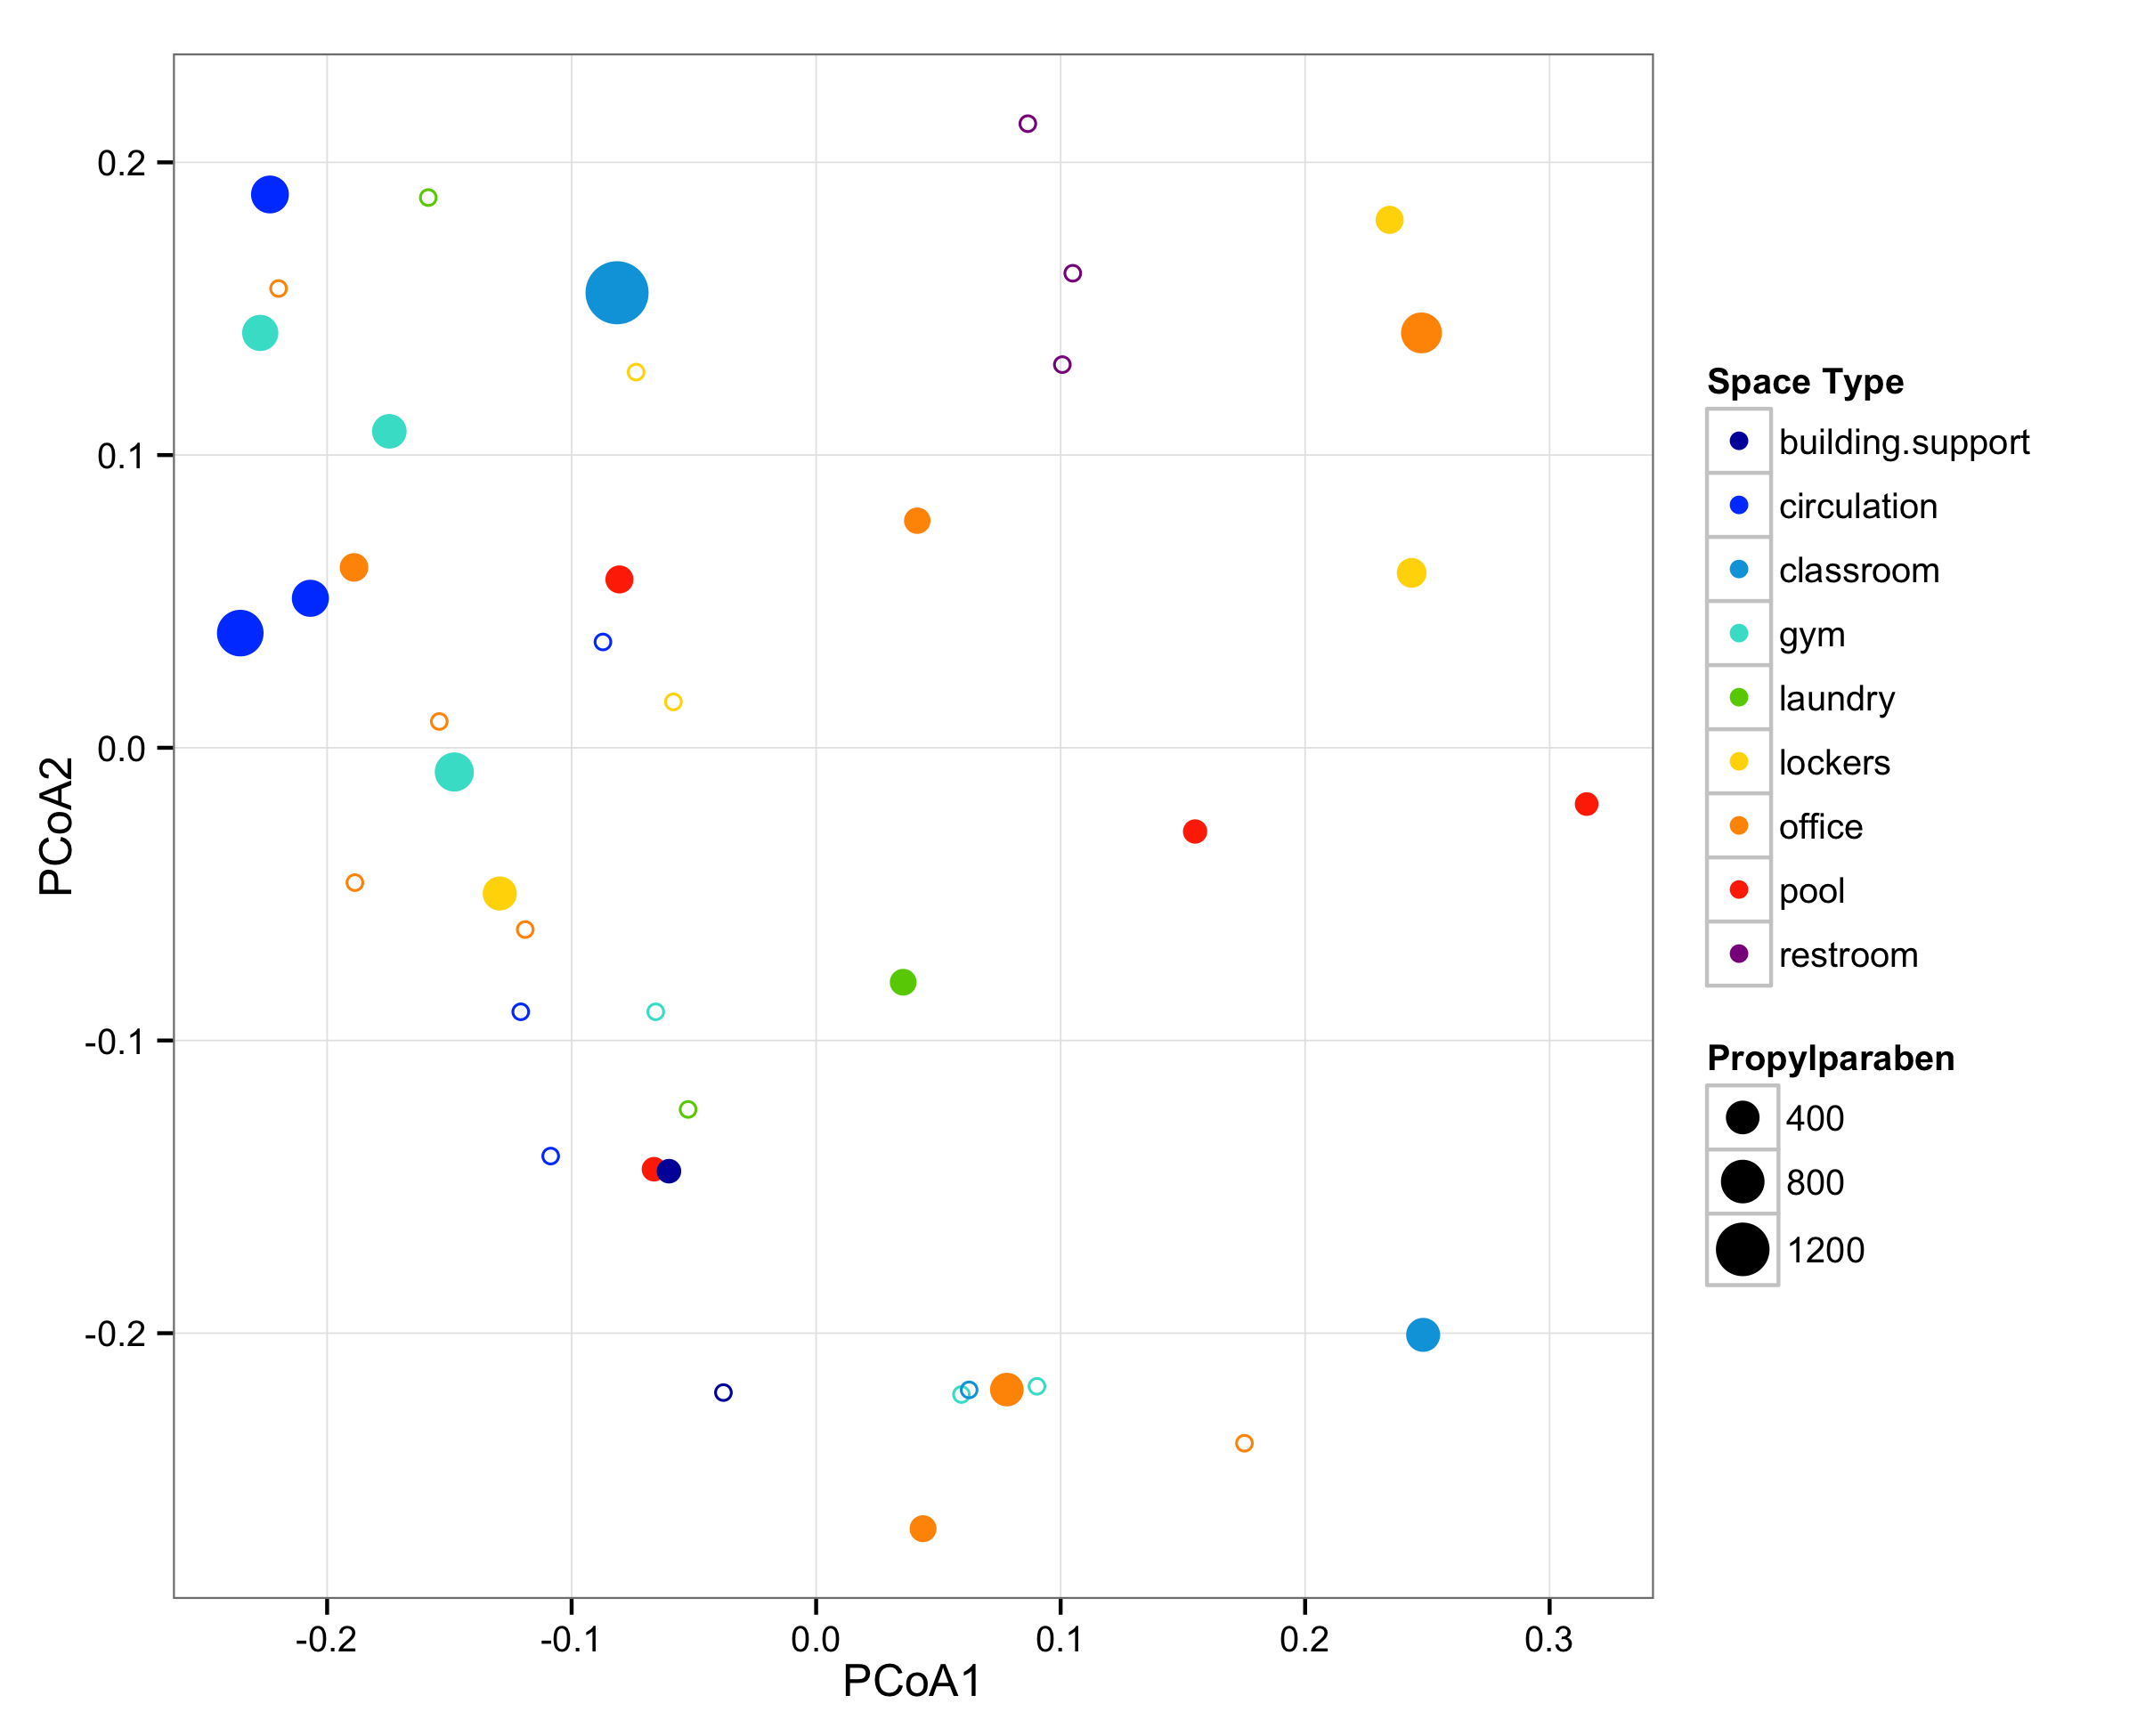 0.2
0.1
0.0
-0.1
-0.2
PCoA2
-0.2 -0.1 0.0 0.1 0.2 0.3
PCoA1
Space Type
building.support
circulation
classroom
gym
laundry
lockers
office
pool
restroom
Propylparaben
400
800
1200